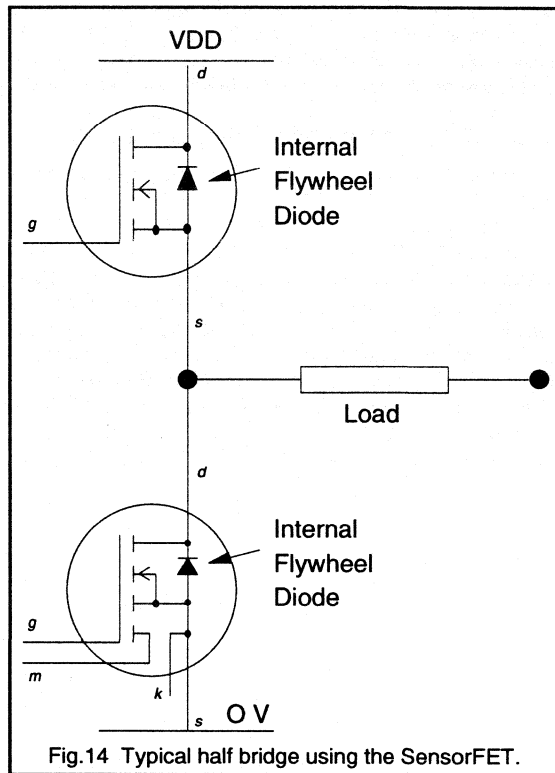 VDD
d
Internal
Flywheel
Diode
g
s
Load
d
Internal
Flywheel
Diode
g
m
k
s
O V
Fig.14 Typical half bridge using the SensorFET.